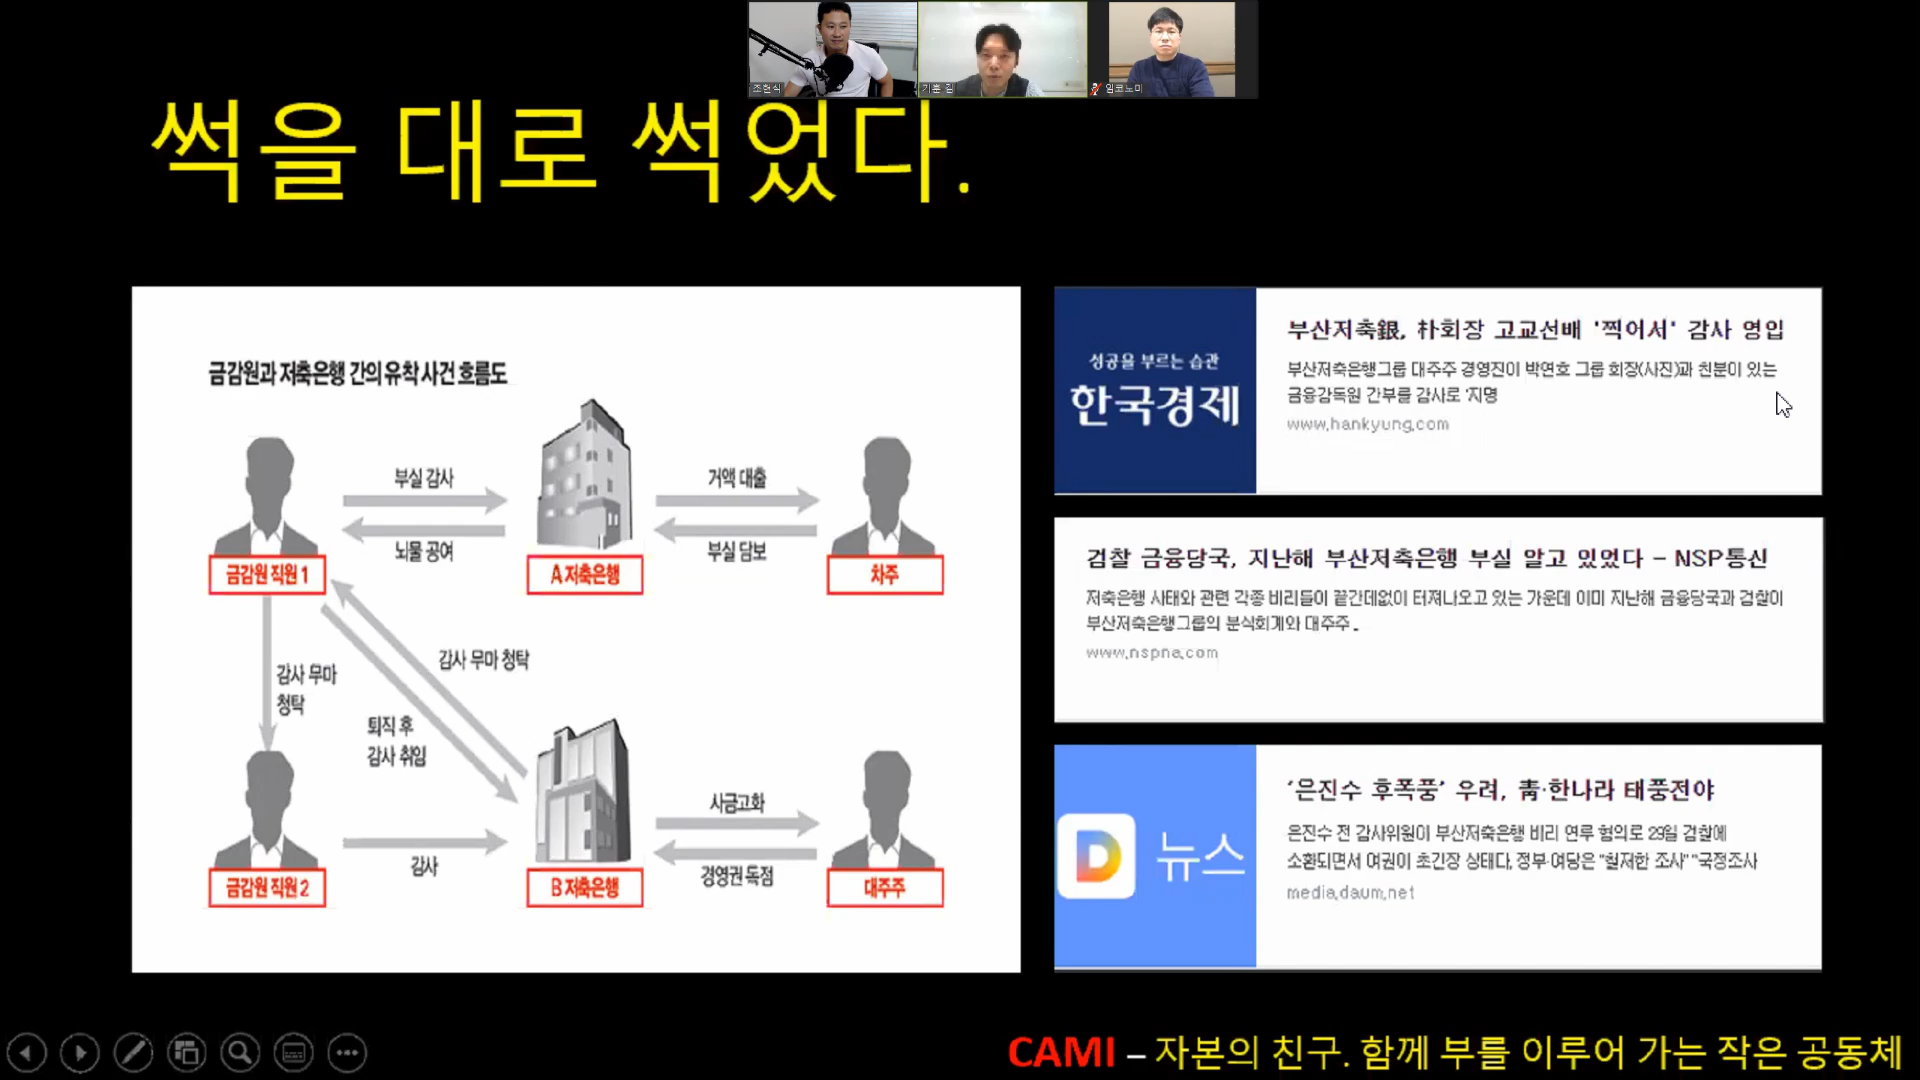 조현식
기훈 김
임코노미
썩을 대로 썩었다.
금감원과 저축은행 간의 유착 사건 흐름도
부실 감사
뇌물 공여
거액 대출
부실 담보
금감원 직원 1
A 저축은행
차주
감사 무마
청탁
감사 무마 청탁
퇴직 후
감사 취임
감사
사금고화
경영권 독점
금감원 직원 2
B 저축은행
대주주
성공을 부르는 습관
한국경제
부산저축銀, 朴회장 고교선배 '찍어서' 감사 영입
부산저축은행그룹 대주주 경영진이 박연호 그룹 회장(사진)과 친분이 있는
금융감독원 간부를 감사로 '지명
www.hankyung.com
검찰 금융당국, 지난해 부산저축은행 부실 알고 있었다 - NSP통신
저축은행 사태와 관련 각종 비리들이 끝간데없이 터져나오고 있는 가운데 이미 지난해 금융당국과 검찰이
부산저축은행그룹의 분식회계와 대주주..
www.nspna.com
D 뉴스
'은진수 후폭풍' 우려, 靑·한나라 태풍전야
은진수 전 감사위원이 부산저축은행 비리 연루 혐의로 29일 검찰에
소환되면서 여권이 초긴장 상태다. 정부·여당은 "철저한 조사" "국정조사
media.daum.net
CAMI – 자본의 친구. 함께 부를 이루어 가는 작은 공동체